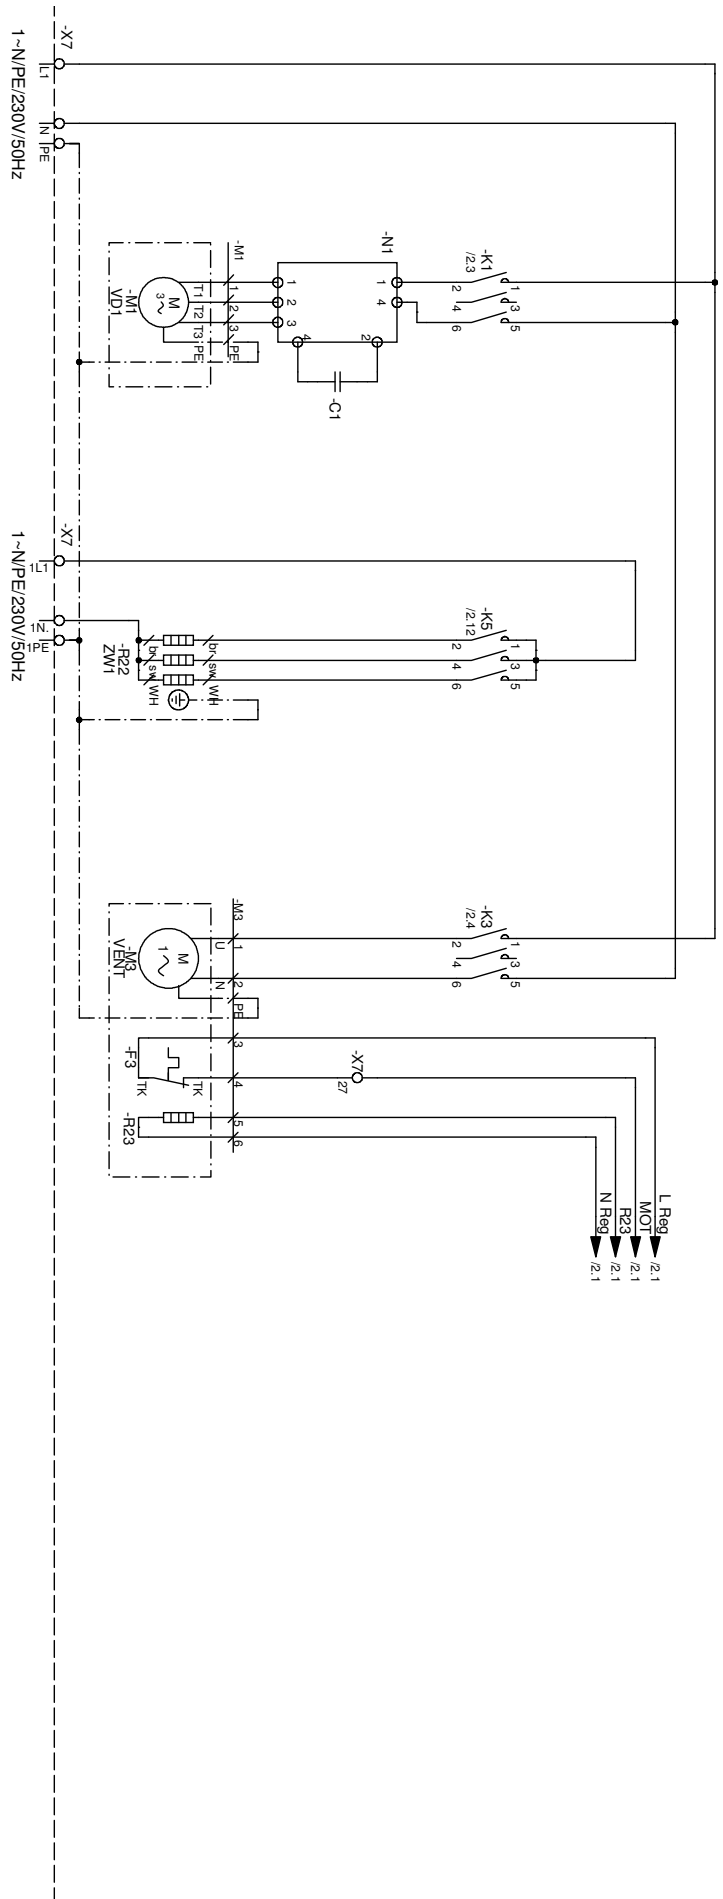 -X7
L1
N
PE
1~N/PE/230V/50Hz
-K1
/2.3
1
3
5
2
4
6
-N1
1
4
1
2
3
4
2
-C1
-M1
1
2
3
PE
T1
T2
T3
PE
M
3~
-M1
VD1
-X7
1L1
1N.
1PE
1~N/PE/230V/50Hz
-K5
/2.12
1
3
5
2
4
6
br
sw
WH
br
sw
WH
-R22
ZW1
-K3
/2.4
1
3
5
2
4
6
-M3
1
2
PE
3
4
5
6
U
N
M
1~
-M3
VENT
-F3
TK
TK
-R23
-X7
27
L Reg
/2.1
MOT
/2.1
R23
/2.1
N Reg
/2.1